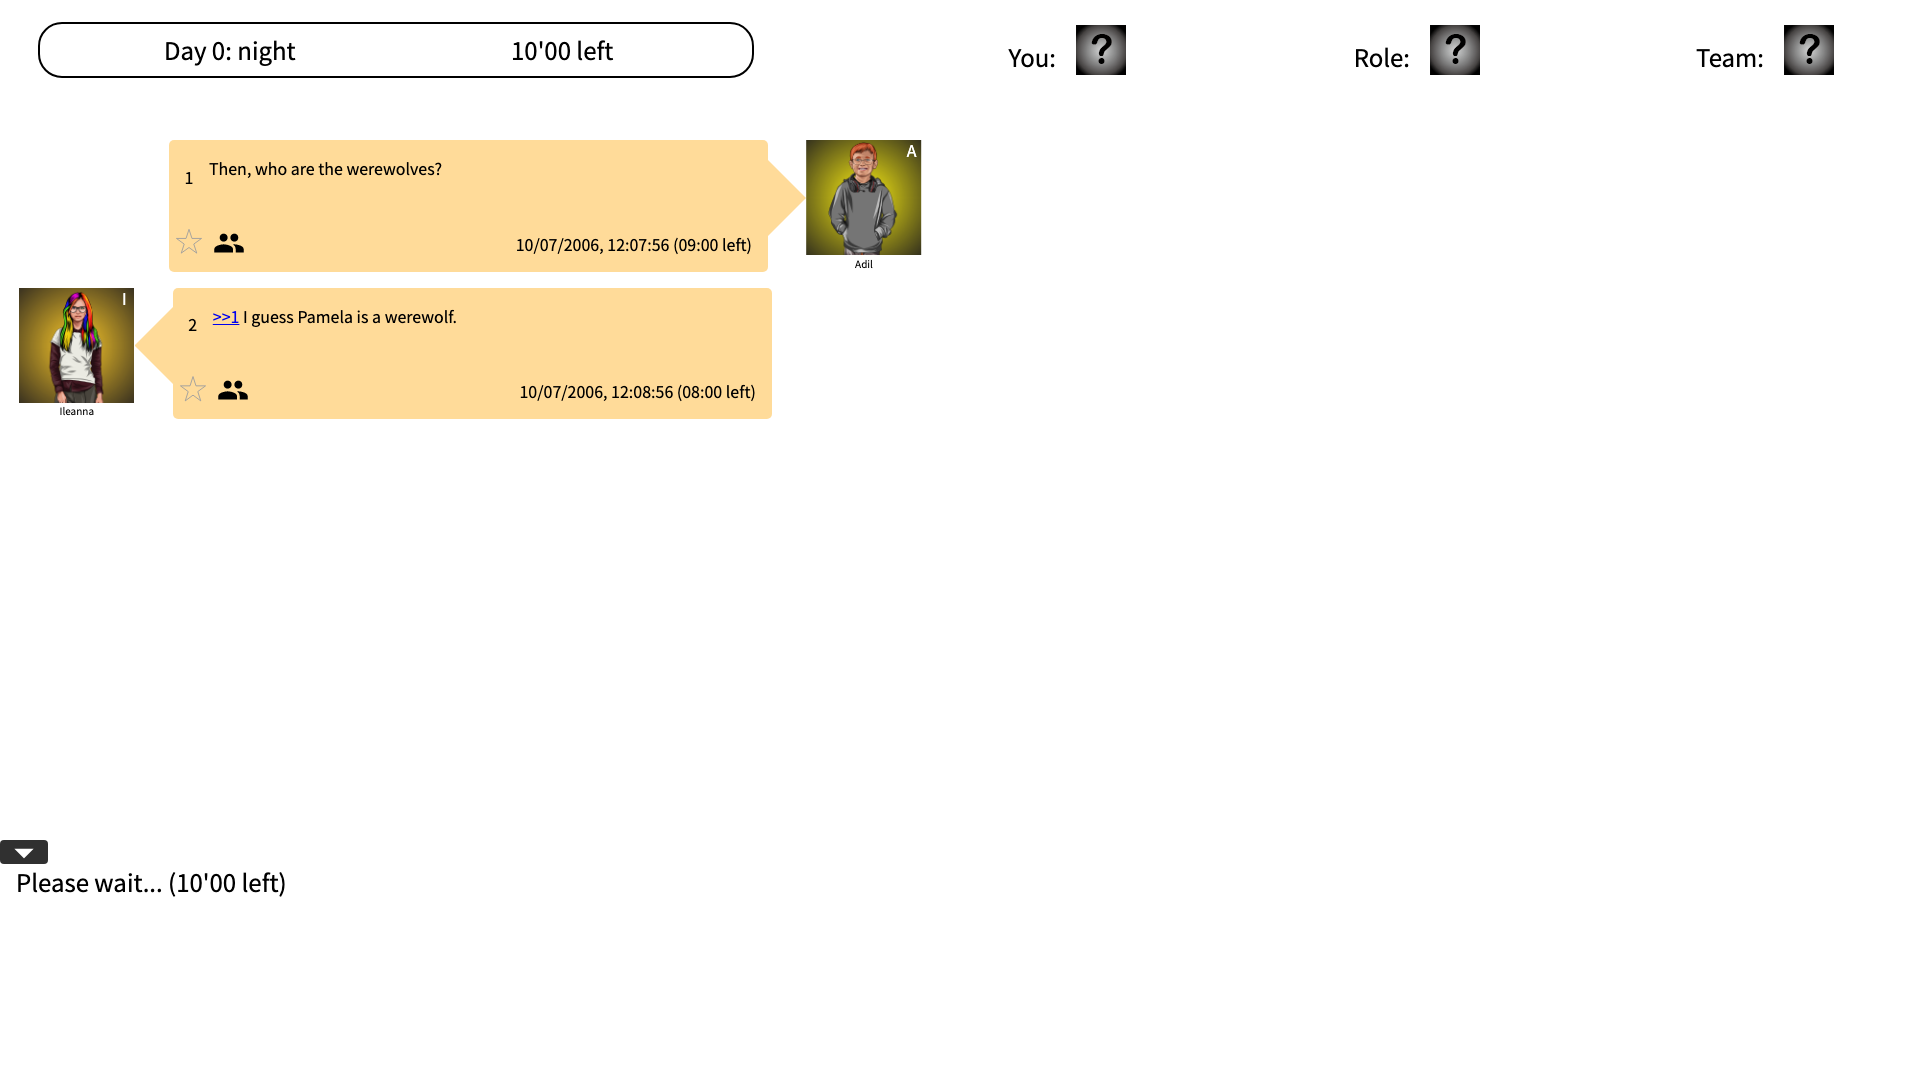 Day 0: night 10'00 left
You: ? Role: ? Team: ?
1 Then, who are the werewolves?
10/07/2006, 12:07:56 (09:00 left)
A
Adil
I
Ileanna
2 >>1 I guess Pamela is a werewolf.
10/07/2006, 12:08:56 (08:00 left)
Please wait... (10'00 left)